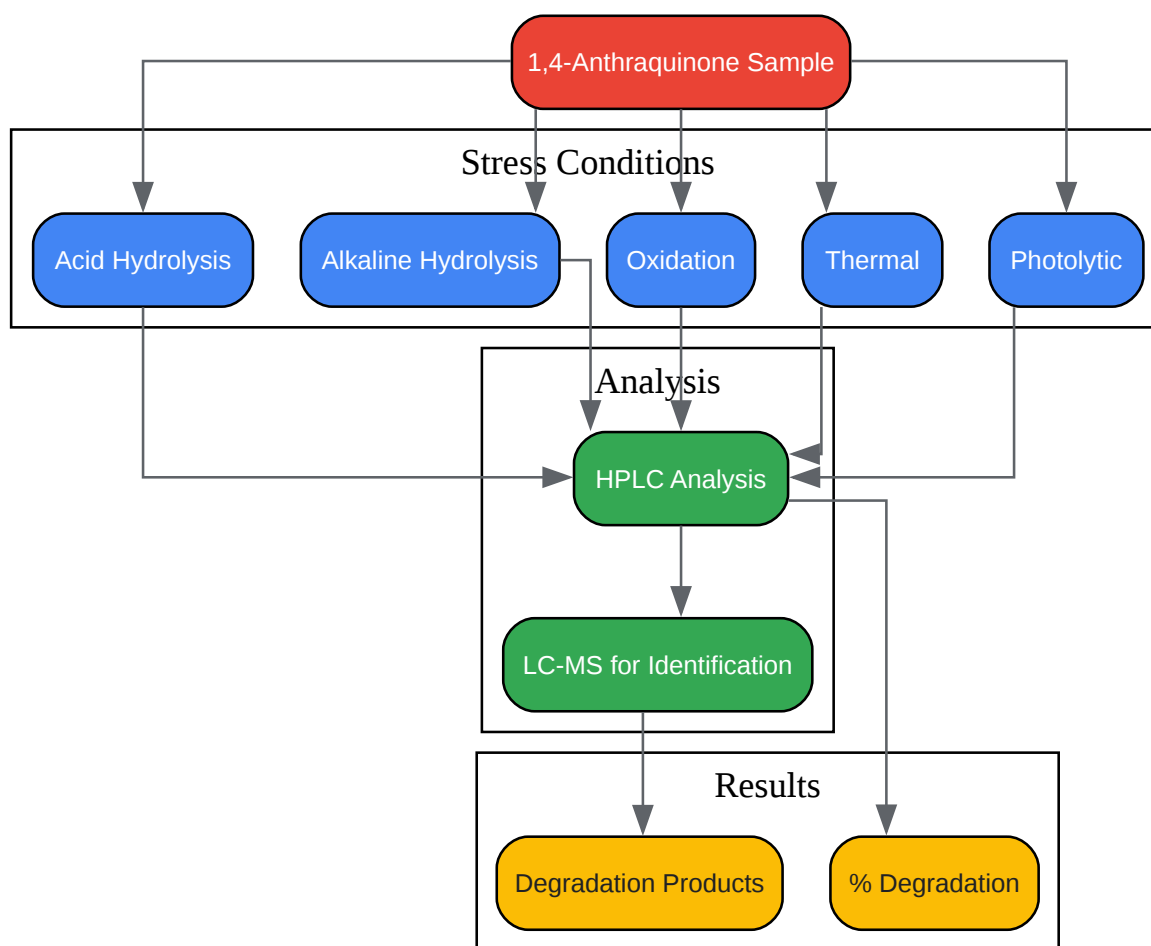 1,4-Anthraquinone Sample
Stress Conditions
Acid Hydrolysis
Alkaline Hydrolysis
Oxidation
Thermal
Photolytic
Analysis
HPLC Analysis
LC-MS for Identification
Results
Degradation Products
% Degradation